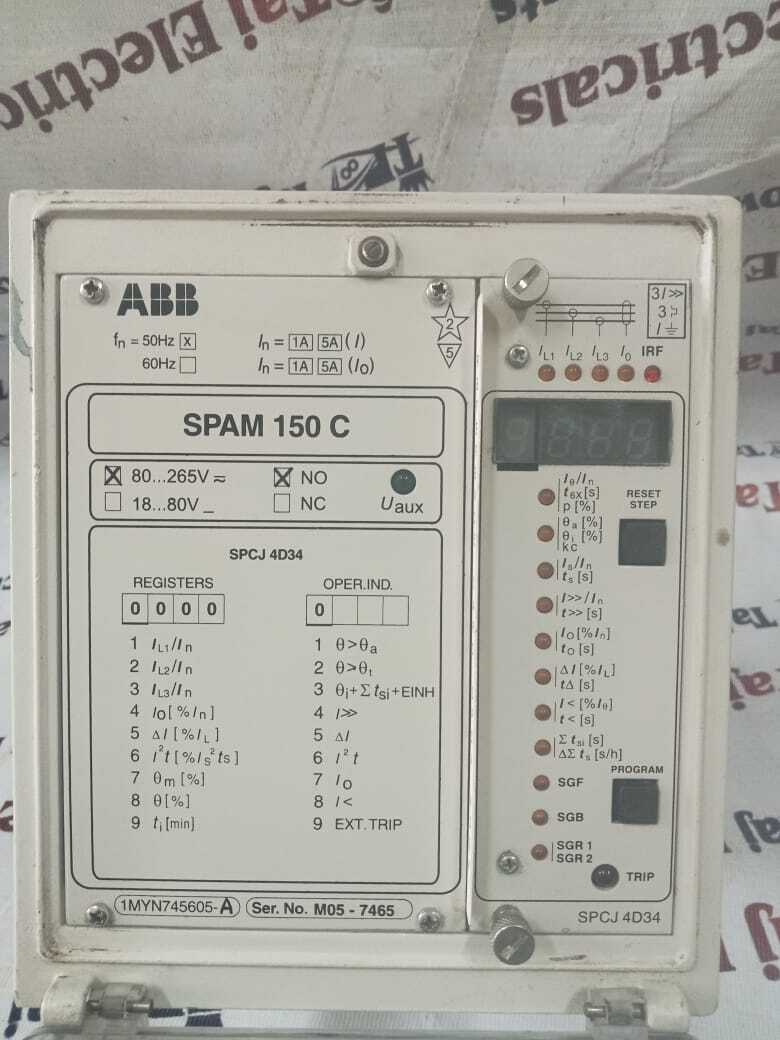 Taj Electric
ctricals
ABB
fn = 50Hz x
60Hz
In = 1A 5A (I)
In = 1A 5A (Io)
2
5
SPAM 150 C
80...265V ≂
18...80V _
NO
NC
Uaux
SPCJ 4D34
REGISTERS
0 0 0 0
1 IL1/In
2 IL2/In
3 IL3/In
4 Io[%In]
5 ΔI[%IL]
6 I²t[%Is²ts]
7 θm[%]
8 θ[%]
9 ti[min]
OPER.IND.
0
1 θ>θa
2 θ>θt
3 θi+Σtsi+EINH
4 I>>
5 ΔI
6 I²t
7 Io
8 I<
9 EXT.TRIP
1MYN745605-A
Ser. No. M05 - 7465
3I>>
3
I
IL1 IL2 IL3 I0 IRF
Iθ/In
t6x[s]
p[%]
θa[%]
θi[%]
kc
Is/In
ts[s]
I>>/In
t>>[s]
Io[%In]
to[s]
ΔI[%IL]
tΔ[s]
I<[%Iθ]
t<[s]
Σtsi[s]
ΔΣts[s/h]
SGF
SGB
SGR 1
SGR 2
RESET
STEP
PROGRAM
TRIP
SPCJ 4D34